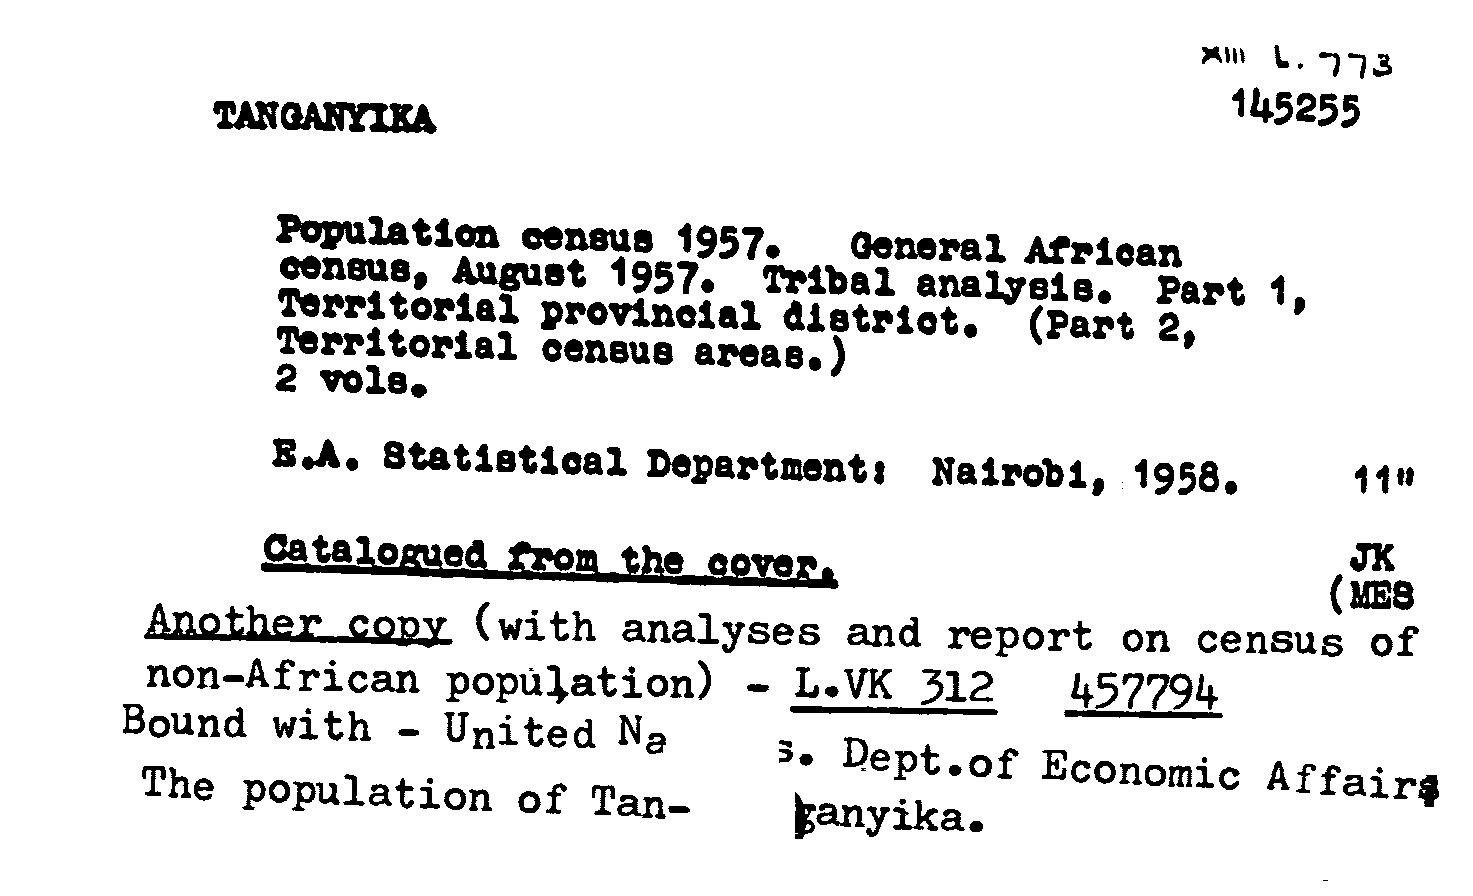 XIII L. 773
145255
TANGANYIKA
Population census 1957. General African
census, August 1957. Tribal analysis. Part 1,
Territorial provincial district. (Part 2,
Territorial census areas.)
2 vols.
E.A. Statistical Department: Nairobi, 1958. 11"
Catalogued from the cover.
JK
(MES
Another copy (with analyses and report on census of
non-African population) - L.VK 312 457794
Bound with - United Na s. Dept.of Economic Affairs
The population of Tan- ganyika.